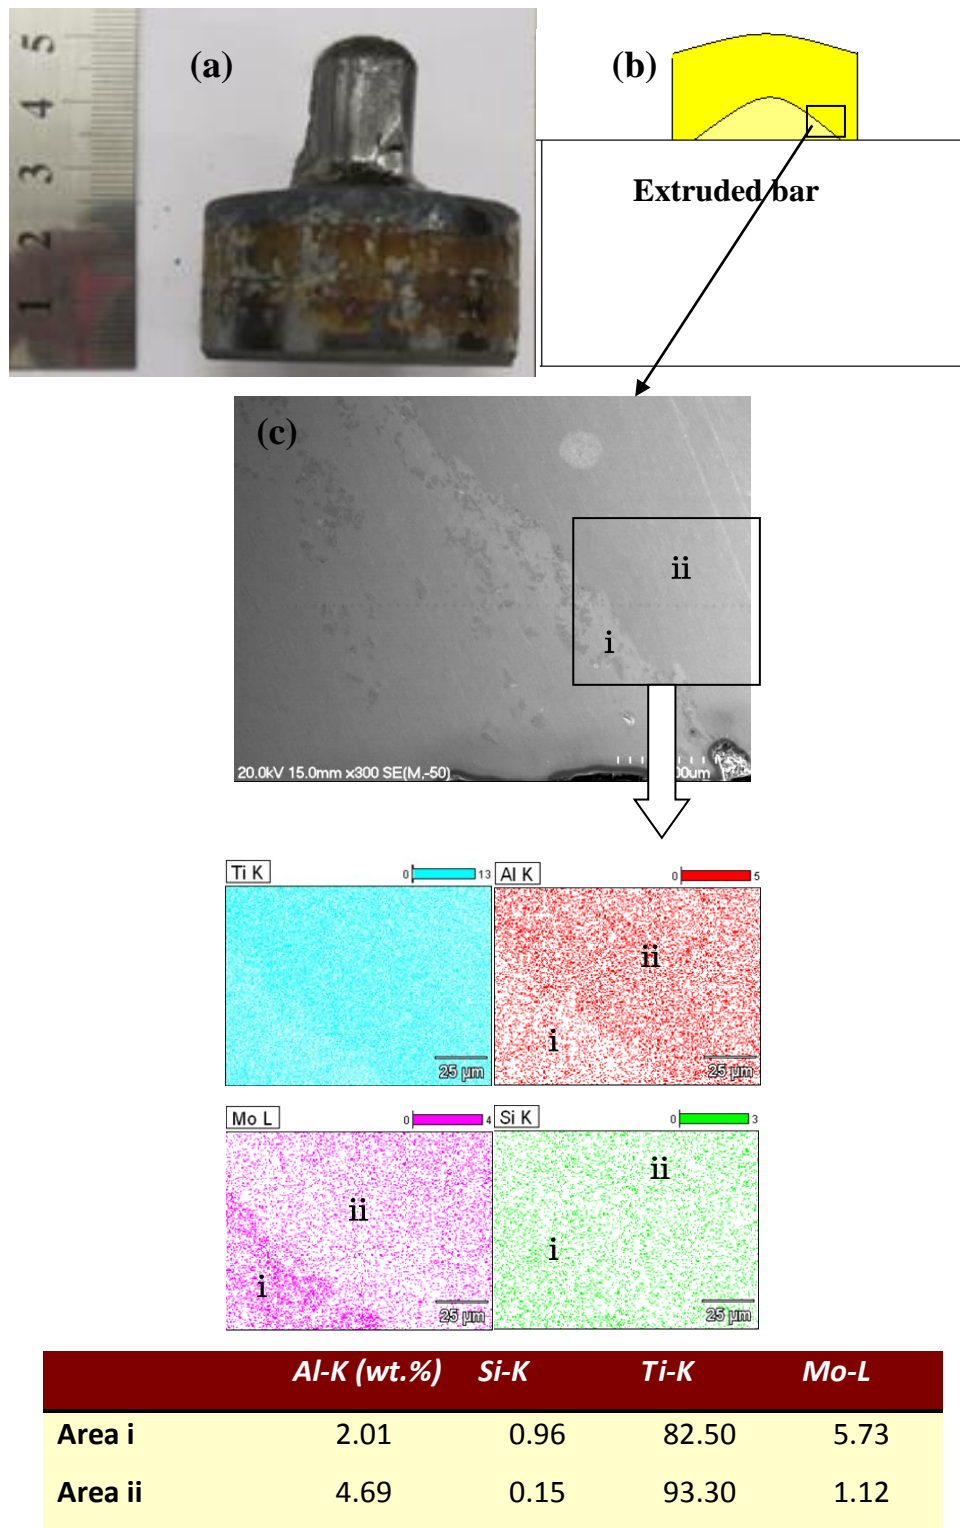 5
4
3
2
1
(a)
(b)
Extruded bar
(c)
ii
i
20.0kV 15.0mm x300 SE(M,-50)
00um
Ti K
0 13
25 μm
Al K
0 5
ii
i
25 μm
Mo L
0 4
ii
i
25 μm
Si K
0 3
ii
i
25 μm
Al-K (wt.%) Si-K Ti-K Mo-L
Area i 2.01 0.96 82.50 5.73
Area ii 4.69 0.15 93.30 1.12